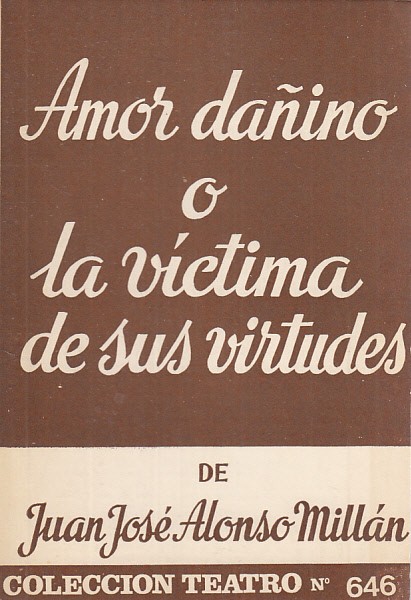 Amor dañino
o
la víctima
de sus virtudes
DE
Juan José Alonso Millán
COLECCION TEATRO Nº 646